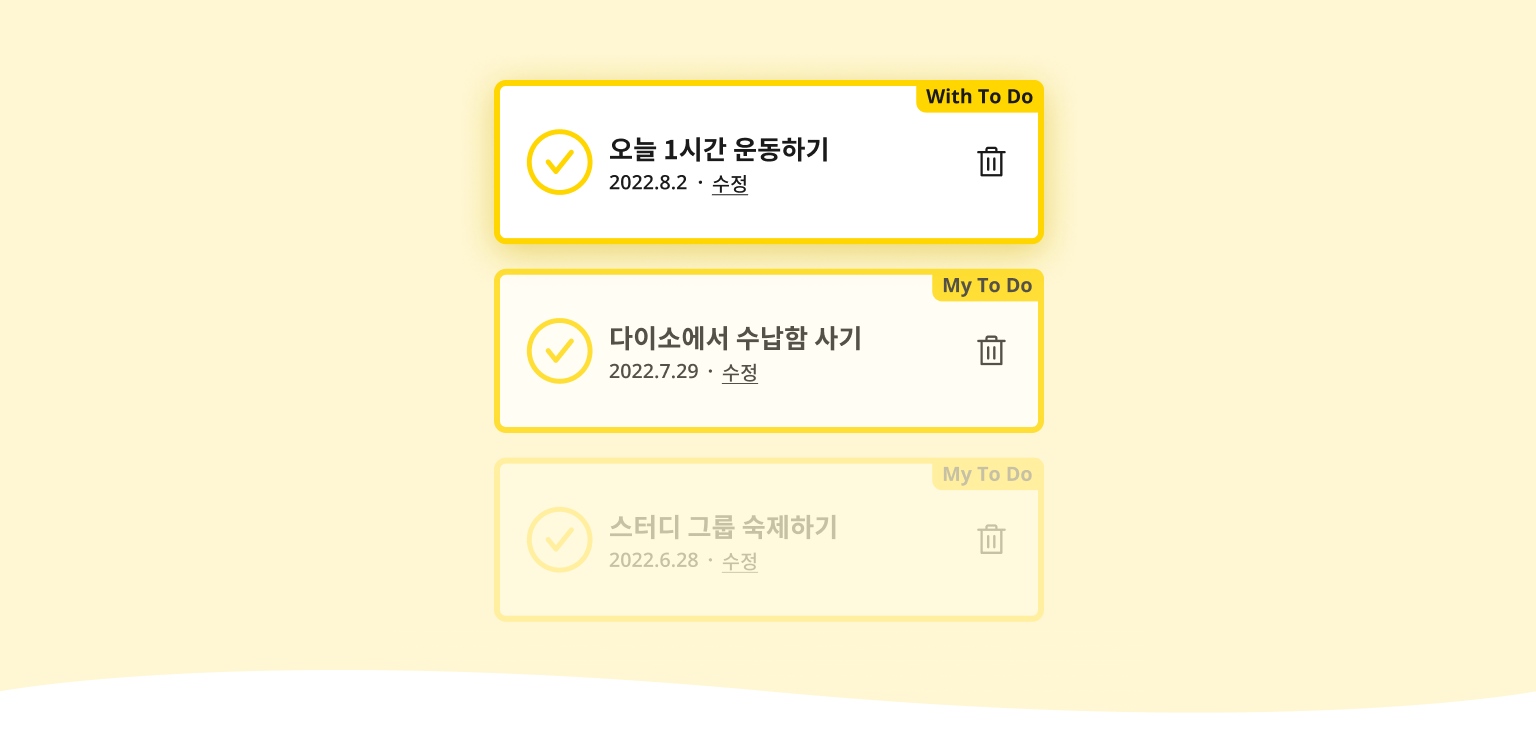 With To Do
오늘 1시간 운동하기
2022.8.2 · 수정
My To Do
다이소에서 수납함 사기
2022.7.29 · 수정
My To Do
스터디 그룹 숙제하기
2022.6.28 · 수정